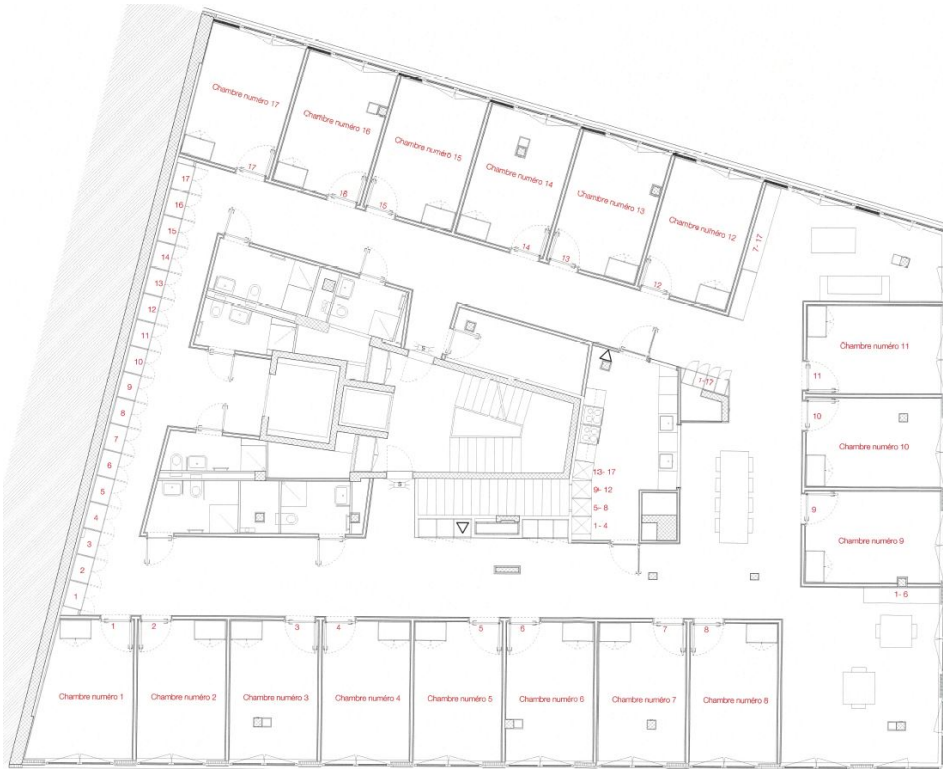 Chambre numéro 17
Chambre numéro 16
Chambre numéro 15
Chambre numéro 14
Chambre numéro 13
Chambre numéro 12
17
16
15
14
13
12
7- 17
17
16
15
14
13
12
11
10
9
8
7
6
5
4
3
2
1
Chambre numéro 11
11
10
Chambre numéro 10
9
Chambre numéro 9
1- 6
1-17
13- 17
9- 12
5- 8
1- 4
S
S
1
2
3
4
5
6
7
8
Chambre numéro 1
Chambre numéro 2
Chambre numéro 3
Chambre numéro 4
Chambre numéro 5
Chambre numéro 6
Chambre numéro 7
Chambre numéro 8